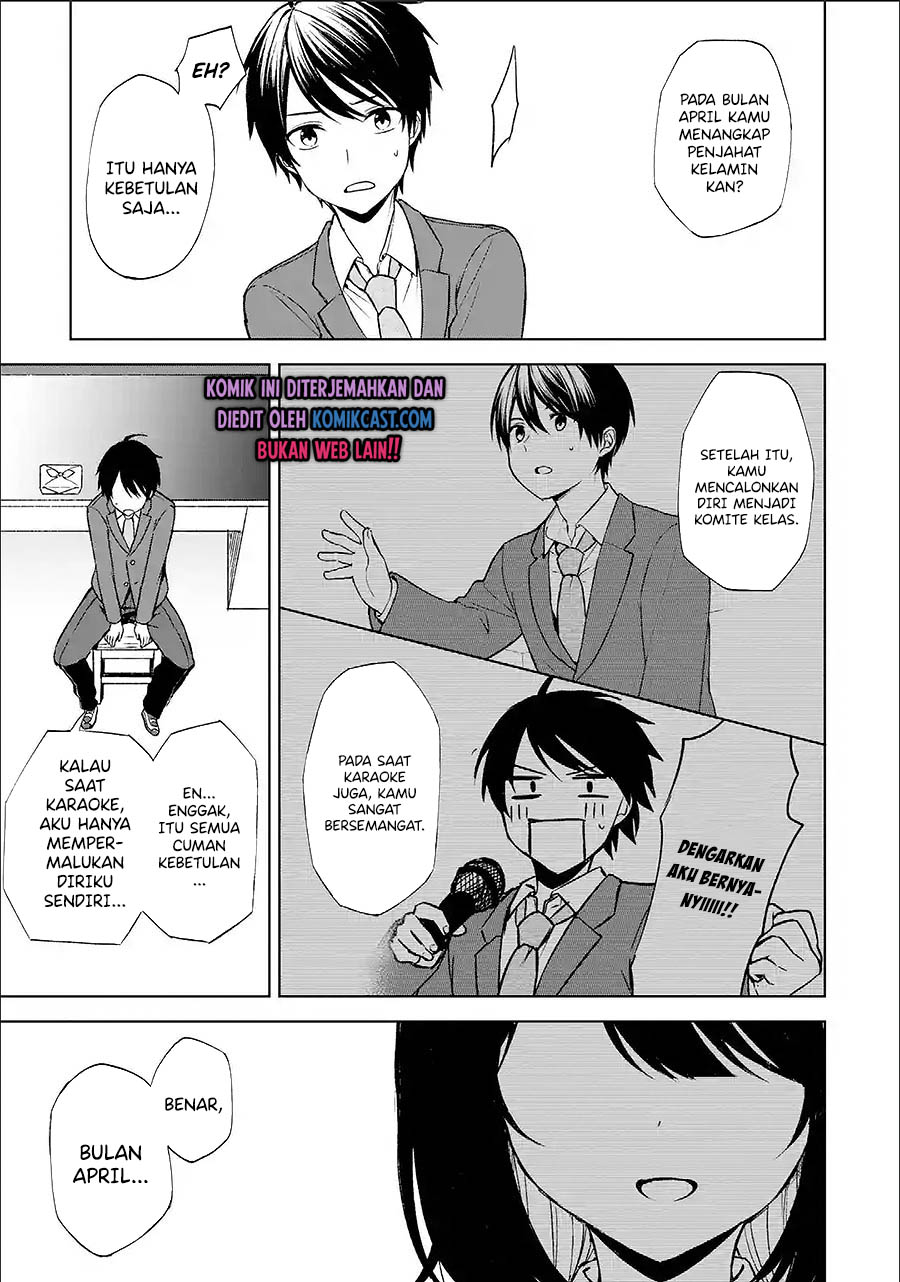 PADA BULAN
APRIL KAMU
MENANGKAP
PENJAHAT
KELAMIN
KAN?
EH?
ITU HANYA
KEBETULAN
SAJA...
KOMIK INI DITERJEMAHKAN DAN
DIEDIT OLEH KOMIKCAST.COM
BUKAN WEB LAIN!!
SETELAH ITU,
KAMU
MENCALONKAN
DIRI MENJADI
KOMITE KELAS.
DENGARKAN
AKU BERNYA-
NYIIIII!!
PADA SAAT
KARAOKE
JUGA, KAMU
SANGAT
BERSEMANGAT.
EN...
ENGGAK,
ITU SEMUA
CUMAN
KEBETULAN
...
KALAU
SAAT
KARAOKE,
AKU HANYA
MEMPER-
MALUKAN
DIRIKU
SENDIRI...
BENAR,
BULAN
APRIL...